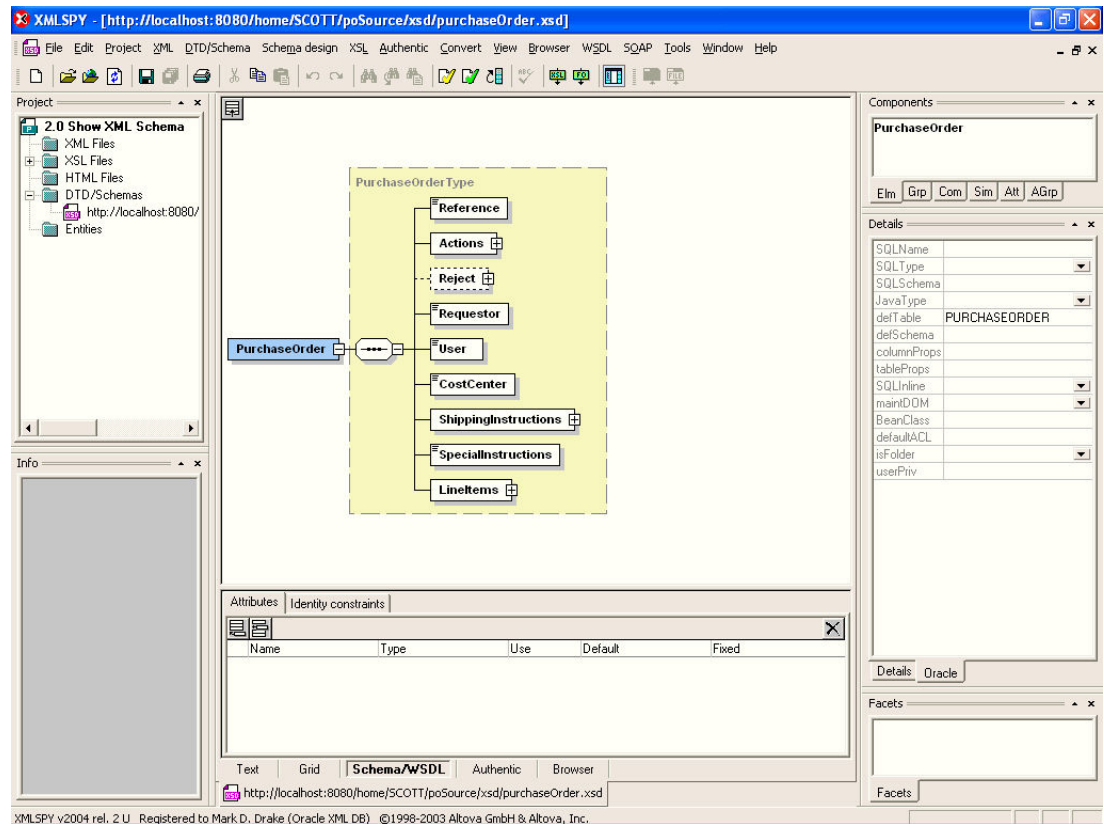 XMLSPY - [http://localhost:8080/home/SCOTT/poSource/xsd/purchaseOrder.xsd]
File Edit Project XML DTD/Schema Schema design XSL Authentic Convert View Browser WSDL SOAP Tools Window Help
Project
2.0 Show XML Schema
XML Files
XSL Files
HTML Files
DTD/Schemas
http://localhost:8080/
Entities
Info
PurchaseOrderType
Reference
Actions
Reject
Requestor
PurchaseOrder
User
CostCenter
ShippingInstructions
SpecialInstructions
LineItems
Attributes Identity constraints
Name Type Use Default Fixed
Text Grid Schema/WSDL Authentic Browser
http://localhost:8080/home/SCOTT/poSource/xsd/purchaseOrder.xsd
Components
PurchaseOrder
Elm Grp Com Sim Att AGrp
Details
SQLName
SQLType
SQLSchema
JavaType
defTable PURCHASEORDER
defSchema
columnProps
tableProps
SQLInline
maintDOM
BeanClass
defaultACL
isFolder
userPriv
Details Oracle
Facets
Facets
XMLSPY v2004 rel. 2 U Registered to Mark D. Drake (Oracle XML DB) ©1998-2003 Altova GmbH & Altova, Inc.